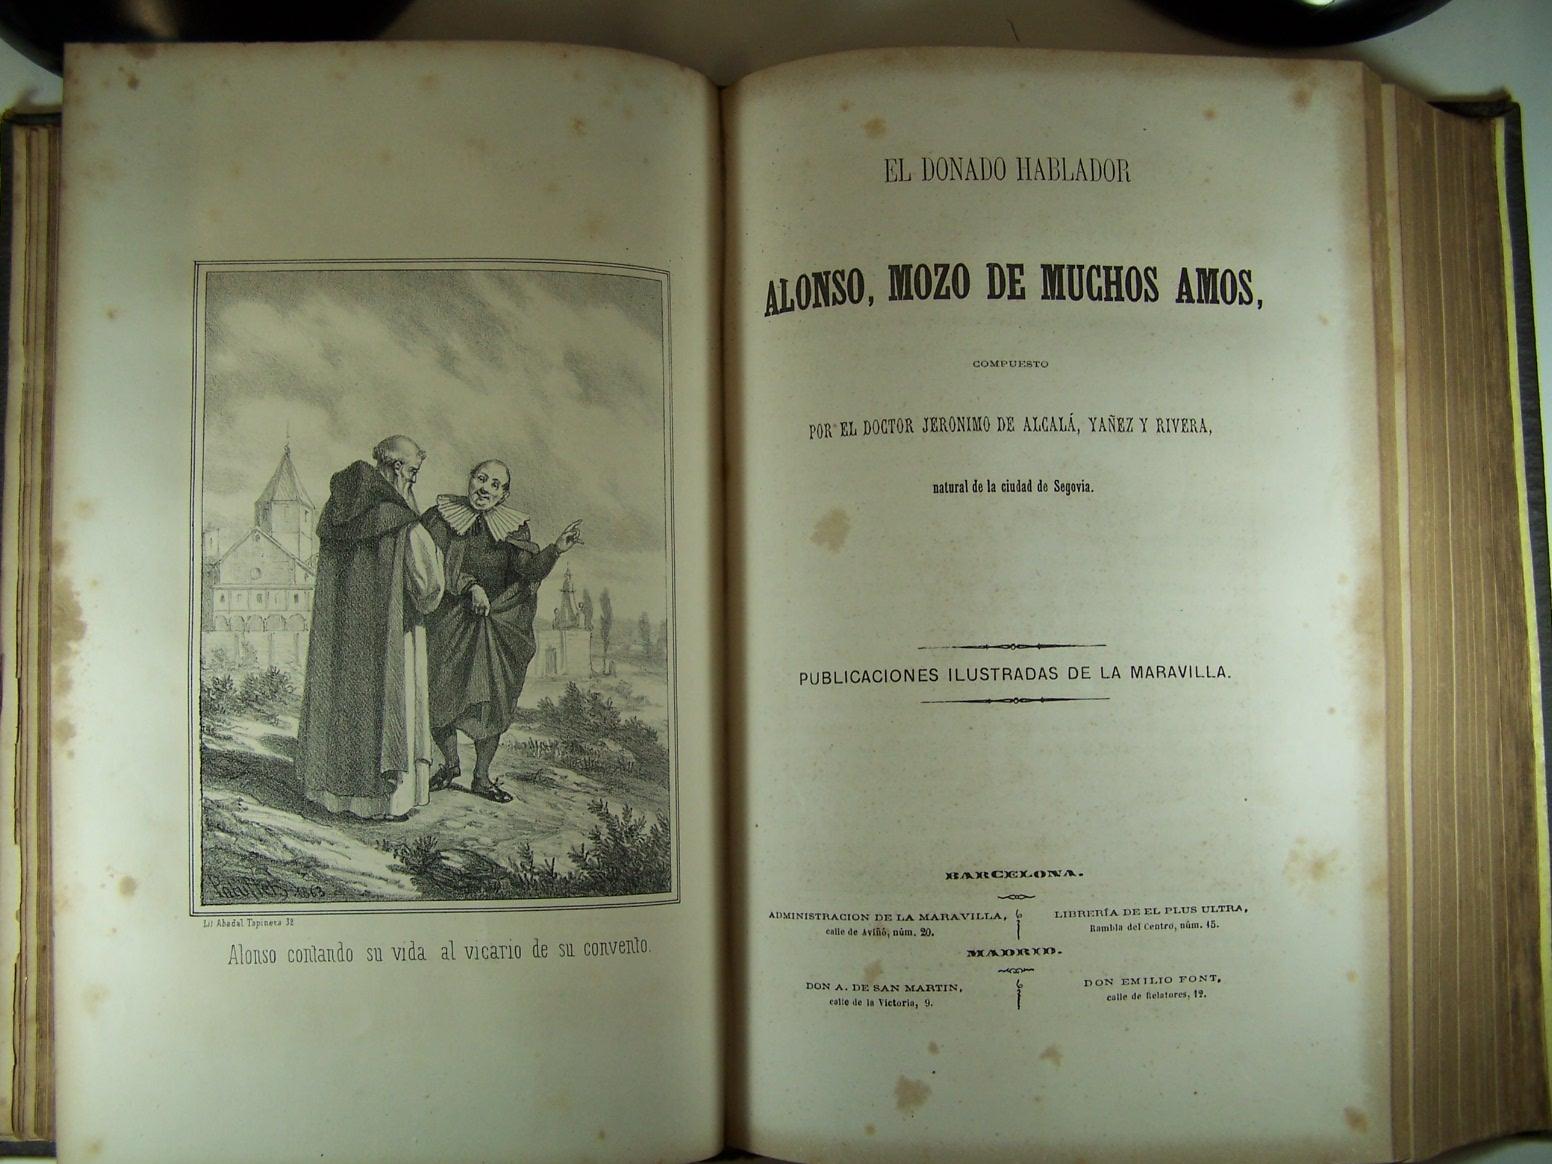 1863
Lit Abadal Tapinera 32
Alonso contando su vida al vicario de su convento.
EL DONADO HABLADOR
ALONSO, MOZO DE MUCHOS AMOS,
COMPUESTO
POR EL DOCTOR JERONIMO DE ALCALÁ, YAÑEZ Y RIVERA,
natural de la ciudad de Segovia.
PUBLICACIONES ILUSTRADAS DE LA MARAVILLA.
BARCELONA.
ADMINISTRACION DE LA MARAVILLA,
calle de Aviñó, núm. 20.
LIBRERÍA DE EL PLUS ULTRA,
Rambla del Centro, núm. 15.
MADRID.
DON A. DE SAN MARTIN,
calle de la Victoria, 9.
DON EMILIO FONT,
calle de Relatores, 12.